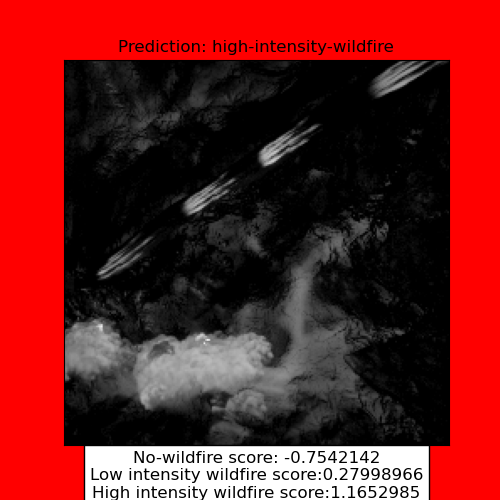 Prediction: high-intensity-wildfire
No-wildfire score: -0.7542142
Low intensity wildfire score:0.27998966
High intensity wildfire score:1.1652985